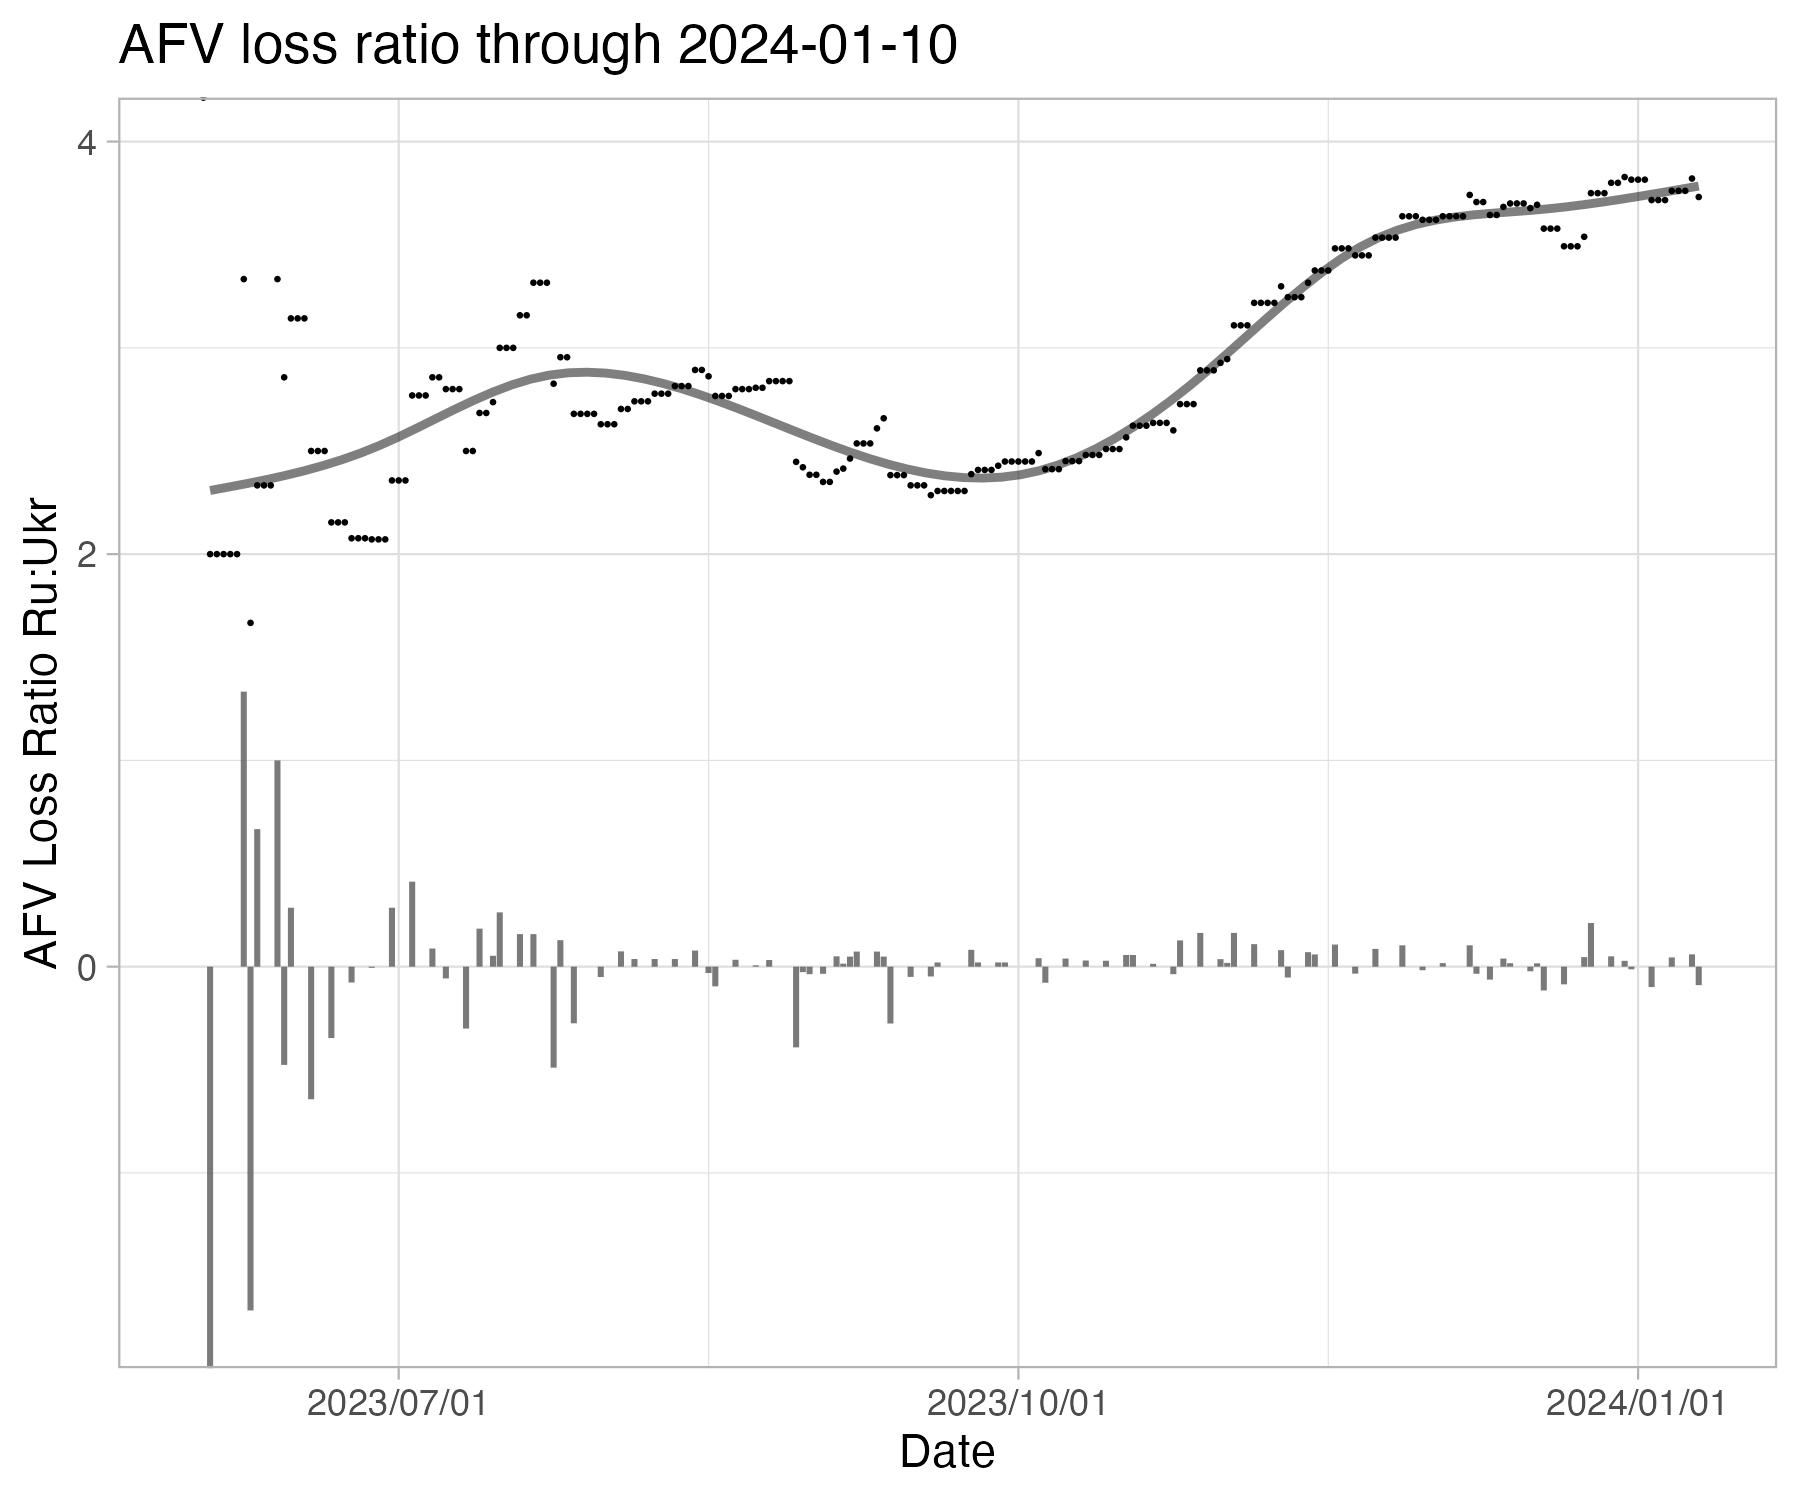 AFV loss ratio through 2024-01-10
4
2
0
AFV Loss Ratio Ru:Ukr
2023/07/01
2023/10/01
2024/01/01
Date